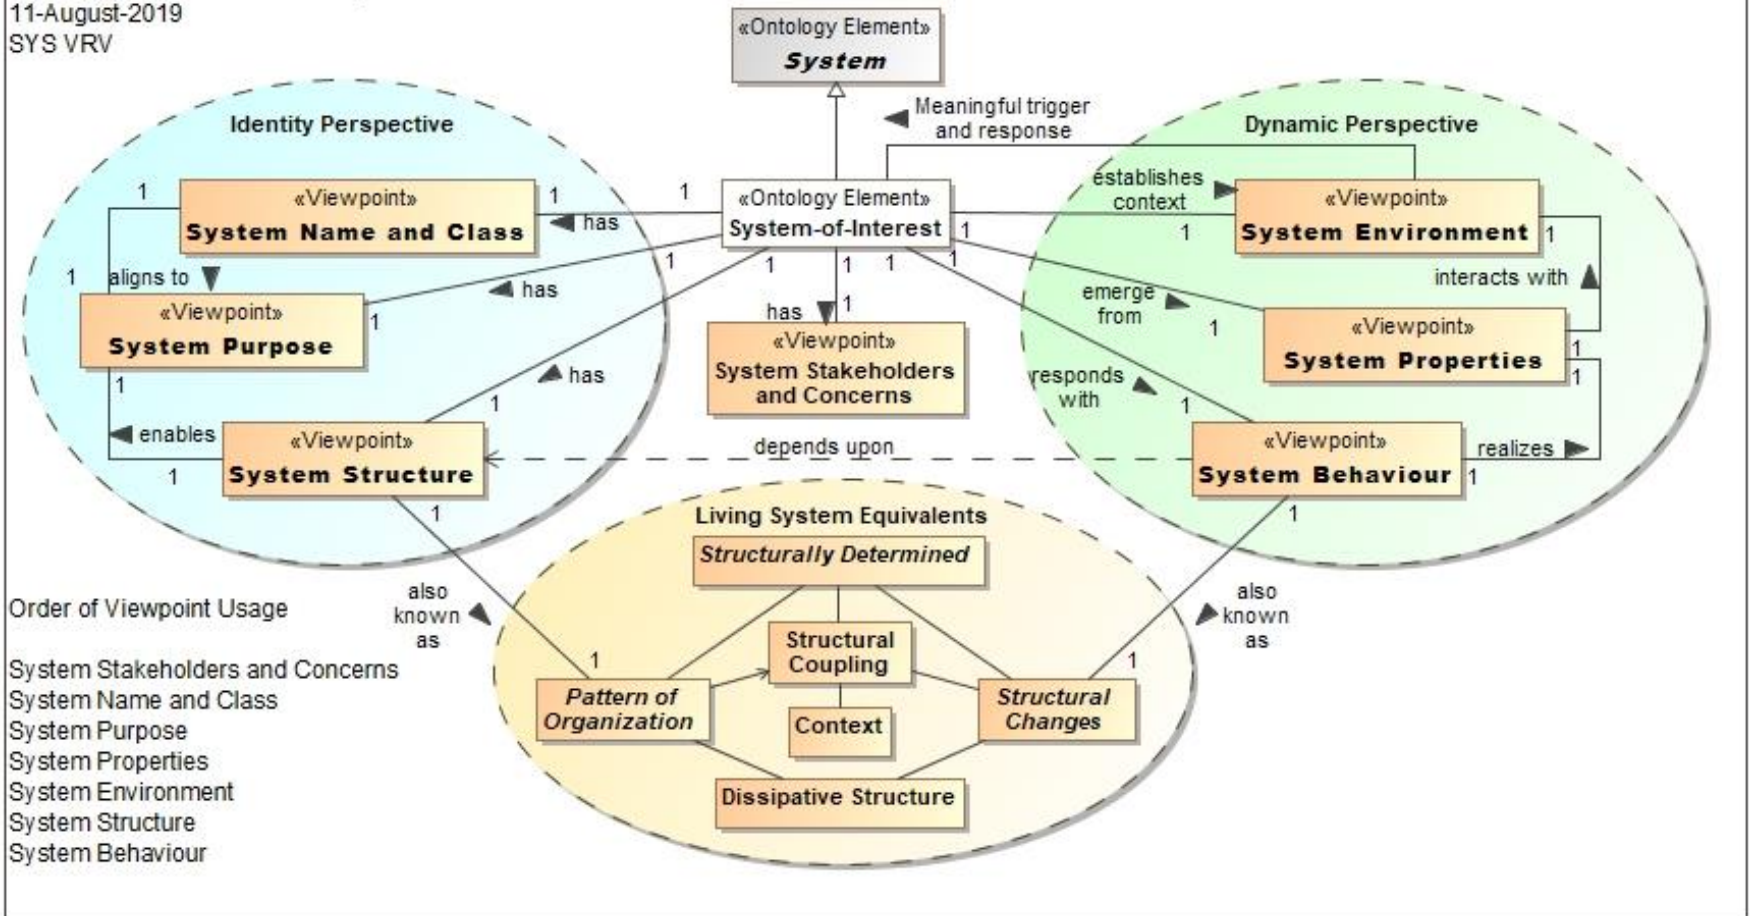 11-August-2019
SYS VRV
«Ontology Element»
System
Meaningful trigger
and response
Identity Perspective
Dynamic Perspective
1
«Viewpoint»
System Name and Class
1
has
1
«Ontology Element»
System-of-Interest
establishes
context
1
«Viewpoint»
System Environment
1
1
aligns to
has
1
1
1
1
1
1
interacts with
«Viewpoint»
System Purpose
1
1
has
1
«Viewpoint»
System Stakeholders
and Concerns
emerge
from
1
«Viewpoint»
System Properties
1
1
has
1
responds
with
1
enables
1
«Viewpoint»
System Structure
1
depends upon
«Viewpoint»
System Behaviour
1
realizes
1
Living System Equivalents
Structurally Determined
also
known
as
1
Structural
Coupling
also
known
as
1
Pattern of
Organization
Context
Structural
Changes
Dissipative Structure
Order of Viewpoint Usage
System Stakeholders and Concerns
System Name and Class
System Purpose
System Properties
System Environment
System Structure
System Behaviour